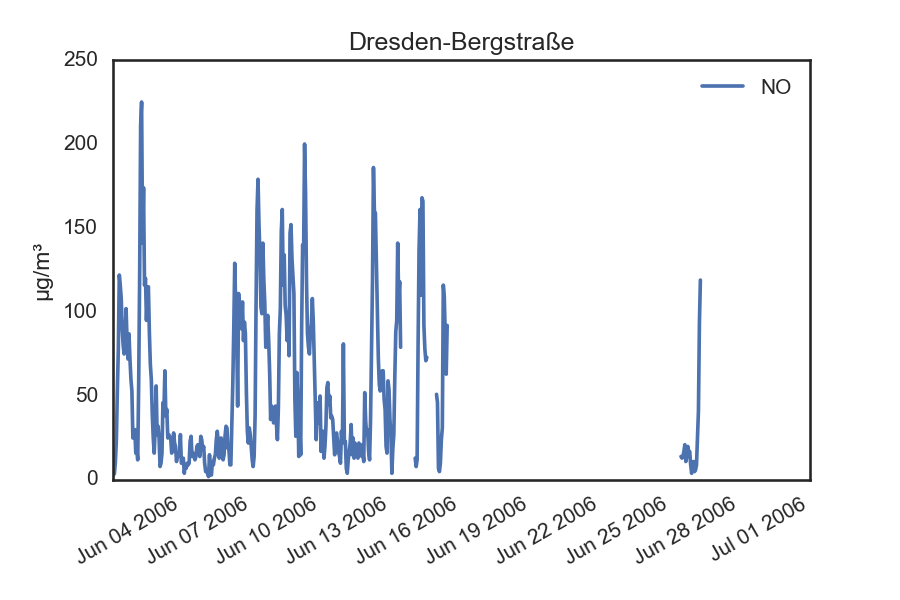 Dresden-Bergstraße
250
200
150
100
50
0
µg/m³
NO
Jun 04 2006
Jun 07 2006
Jun 10 2006
Jun 13 2006
Jun 16 2006
Jun 19 2006
Jun 22 2006
Jun 25 2006
Jun 28 2006
Jul 01 2006